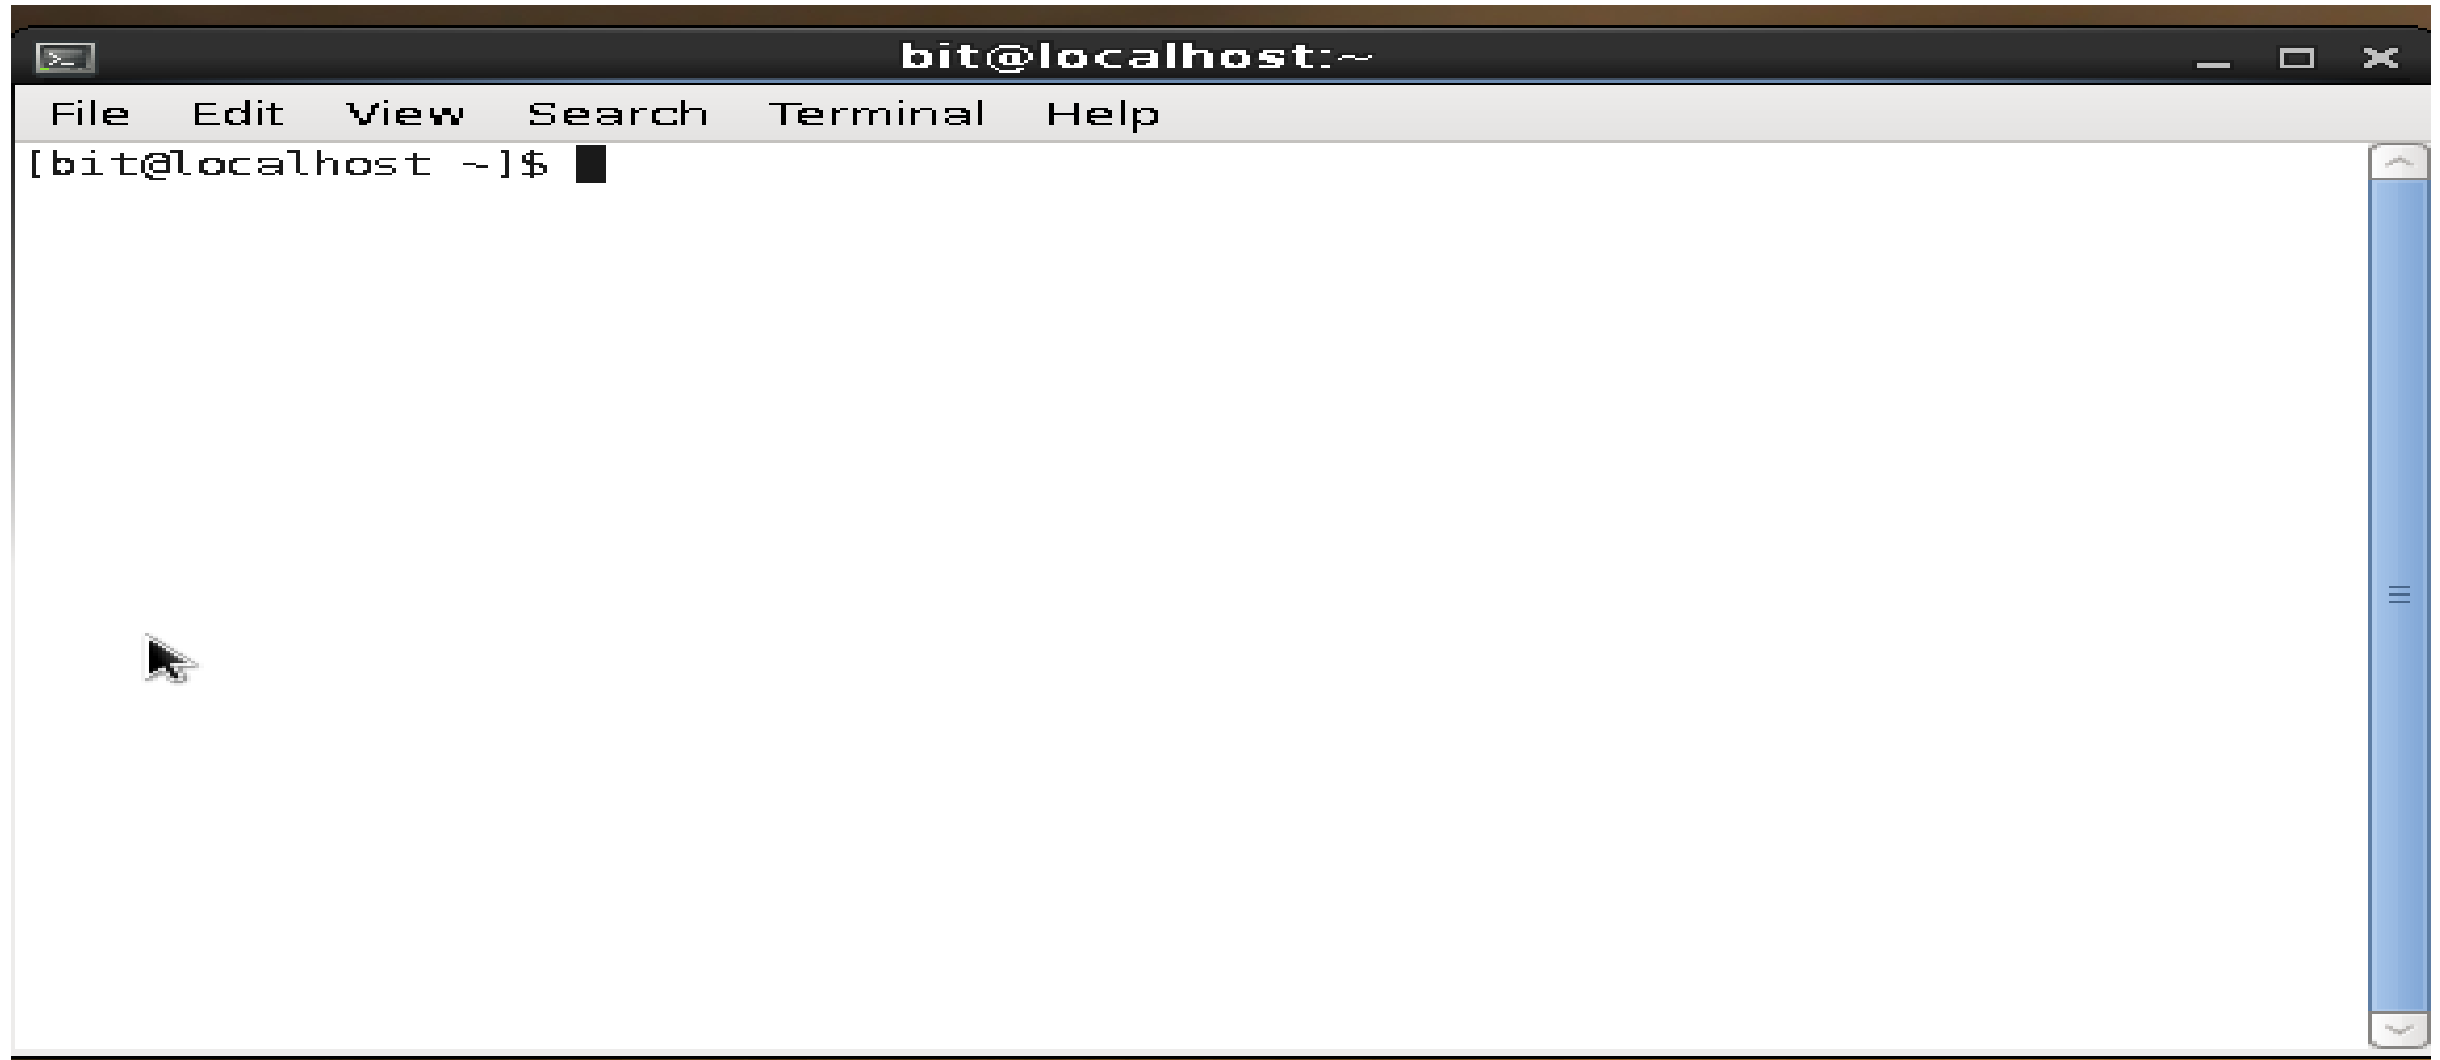 bit@localhost:~
File Edit View Search Terminal Help
[bit@localhost ~]$